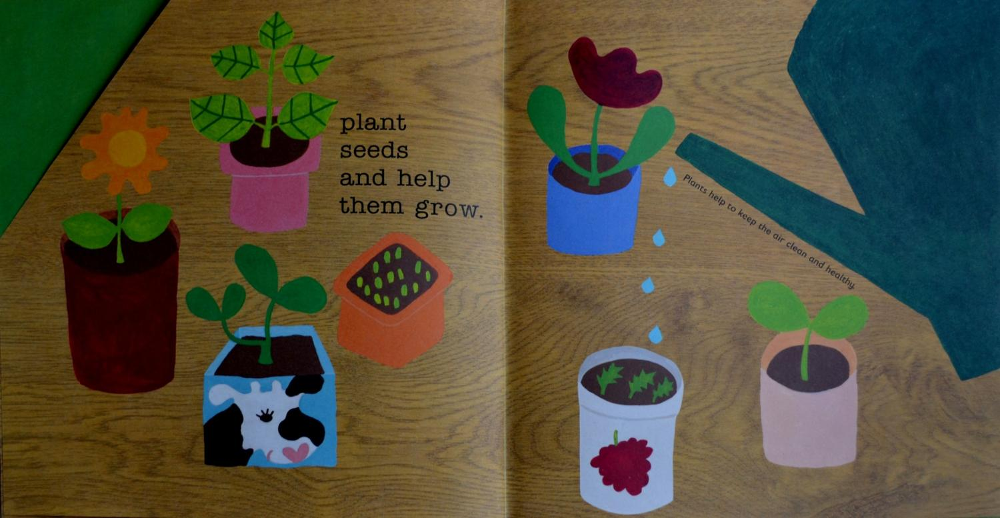 plant
seeds
and help
them grow.
Plants help to keep the air clean and healthy.